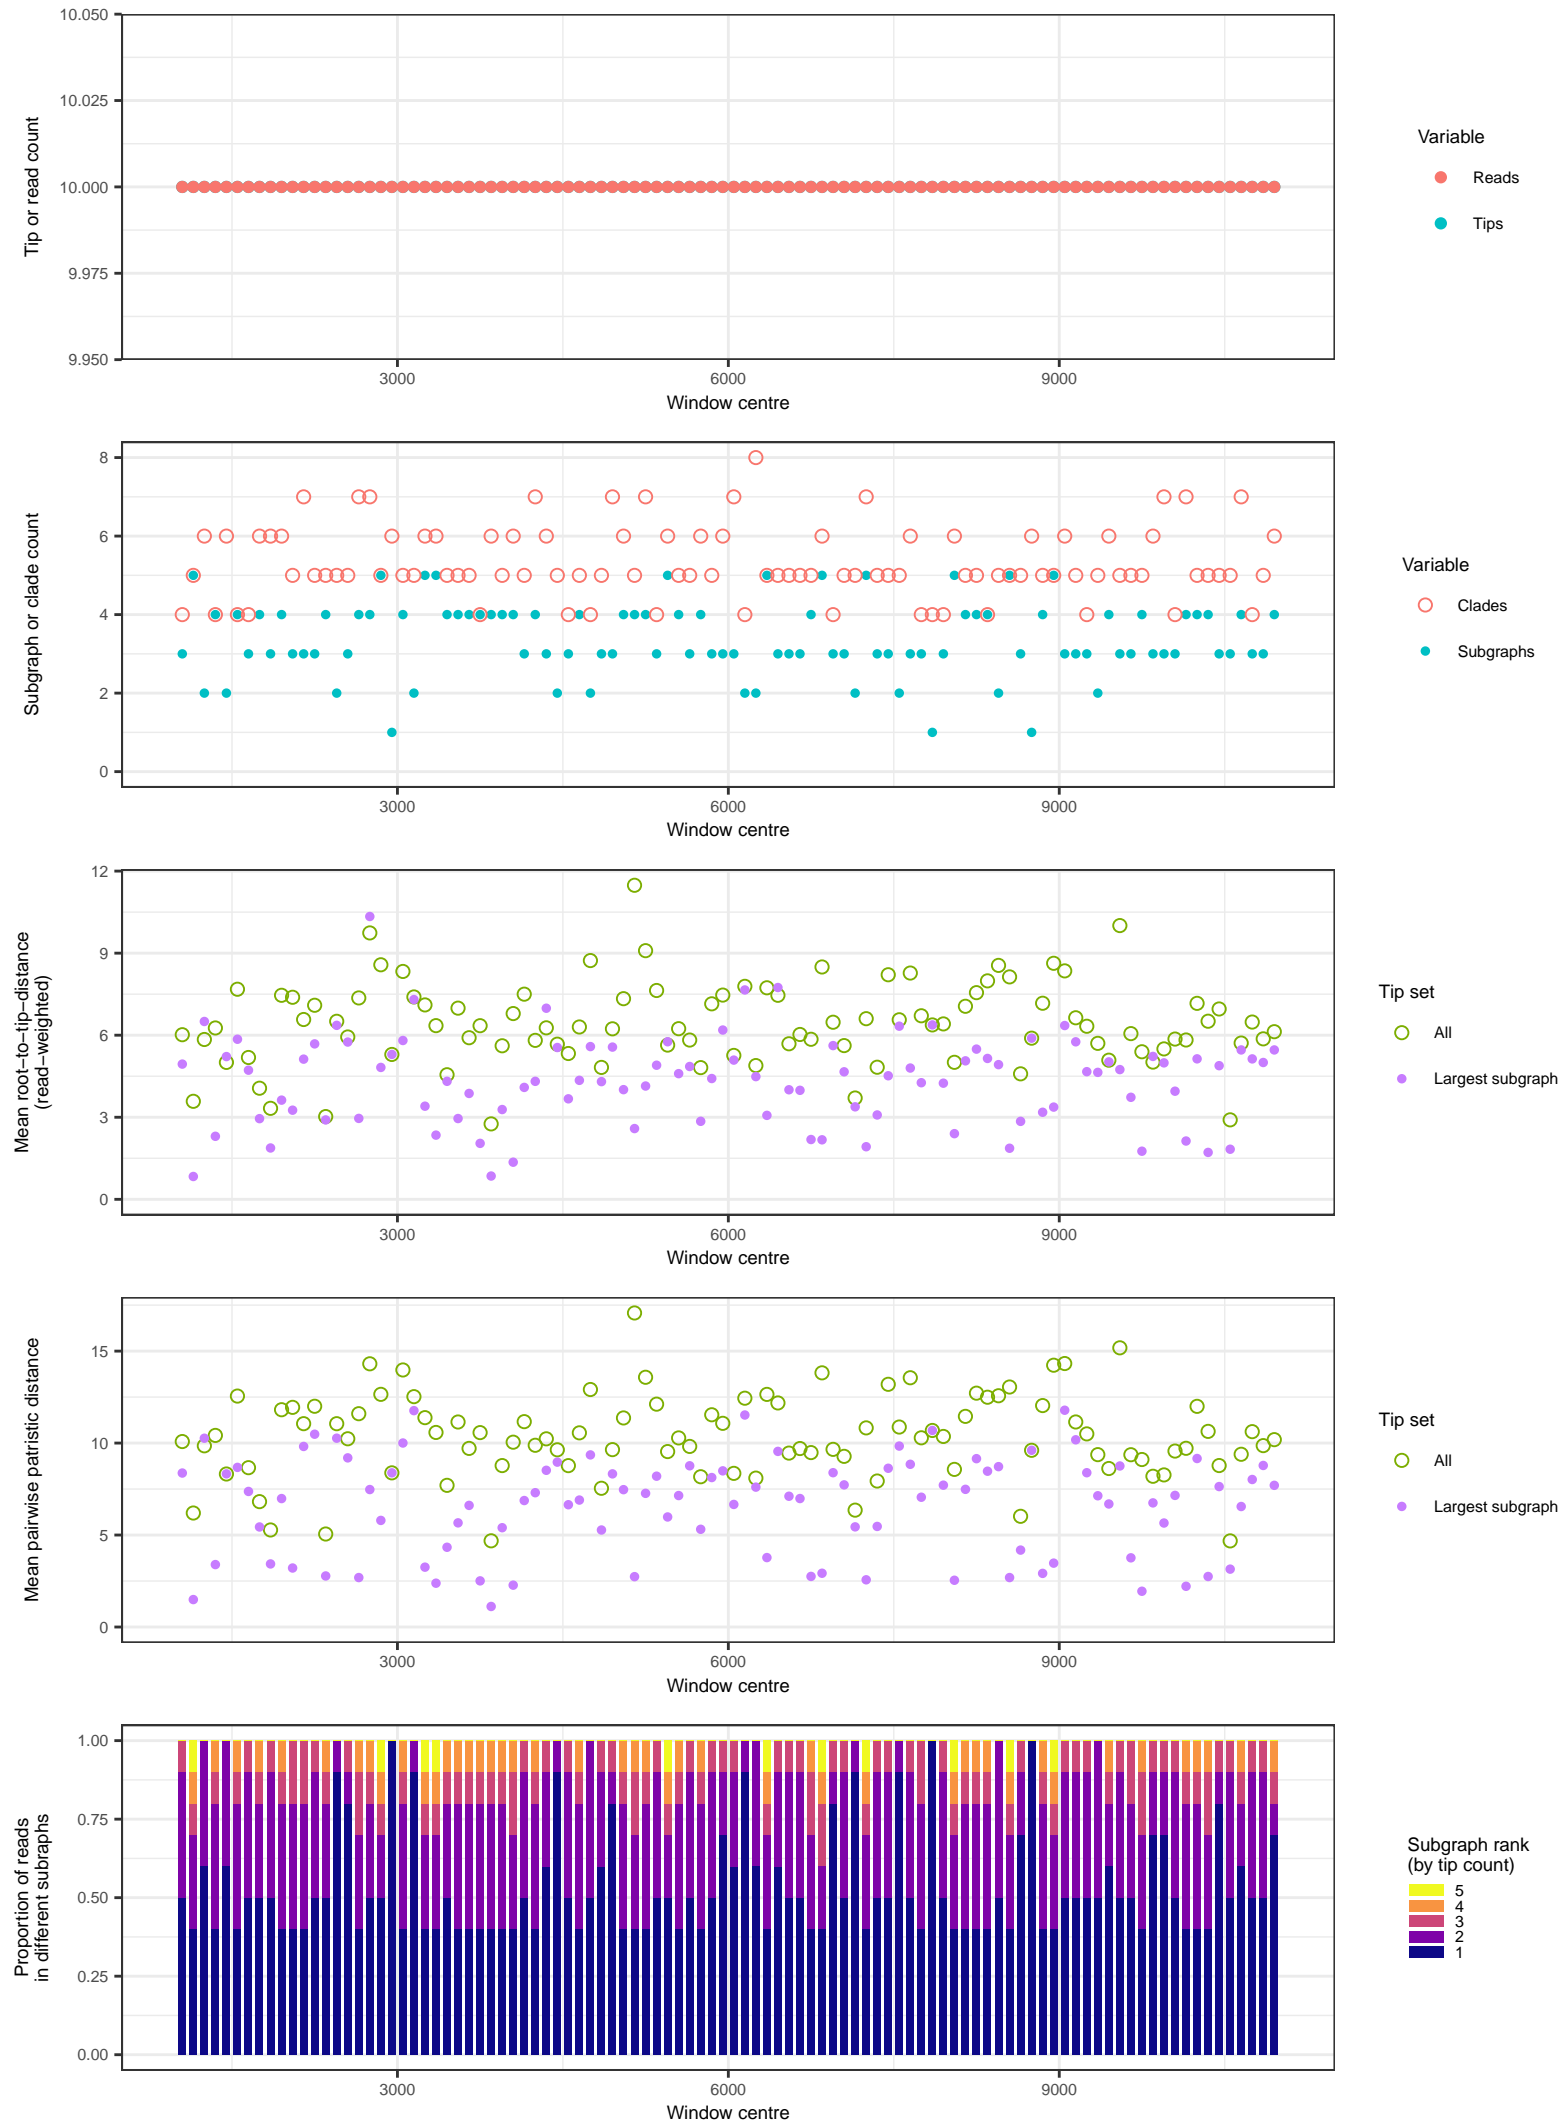 10.050
10.025
10.000
9.975
9.950
Tip or read count
3000 6000 9000
Window centre
Variable
Reads
Tips
8
6
4
2
0
Subgraph or clade count
3000 6000 9000
Window centre
Variable
Clades
Subgraphs
12
9
6
3
0
Mean root−to−tip−distance
(read−weighted)
3000 6000 9000
Window centre
Tip set
All
Largest subgraph
15
10
5
0
Mean pairwise patristic distance
3000 6000 9000
Window centre
Tip set
All
Largest subgraph
1.00
0.75
0.50
0.25
0.00
Proportion of reads
in different subraphs
3000 6000 9000
Window centre
Subgraph rank
(by tip count)
5
4
3
2
1